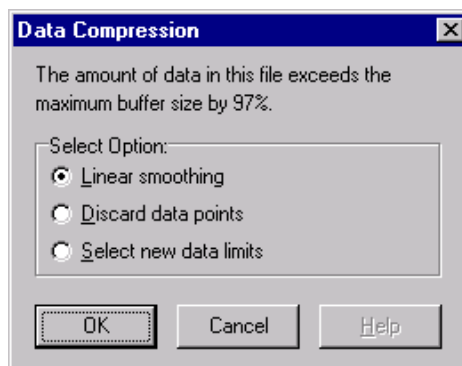 Data Compression
The amount of data in this file exceeds the
maximum buffer size by 97%.
Select Option:
Linear smoothing
Discard data points
Select new data limits
OK Cancel Help